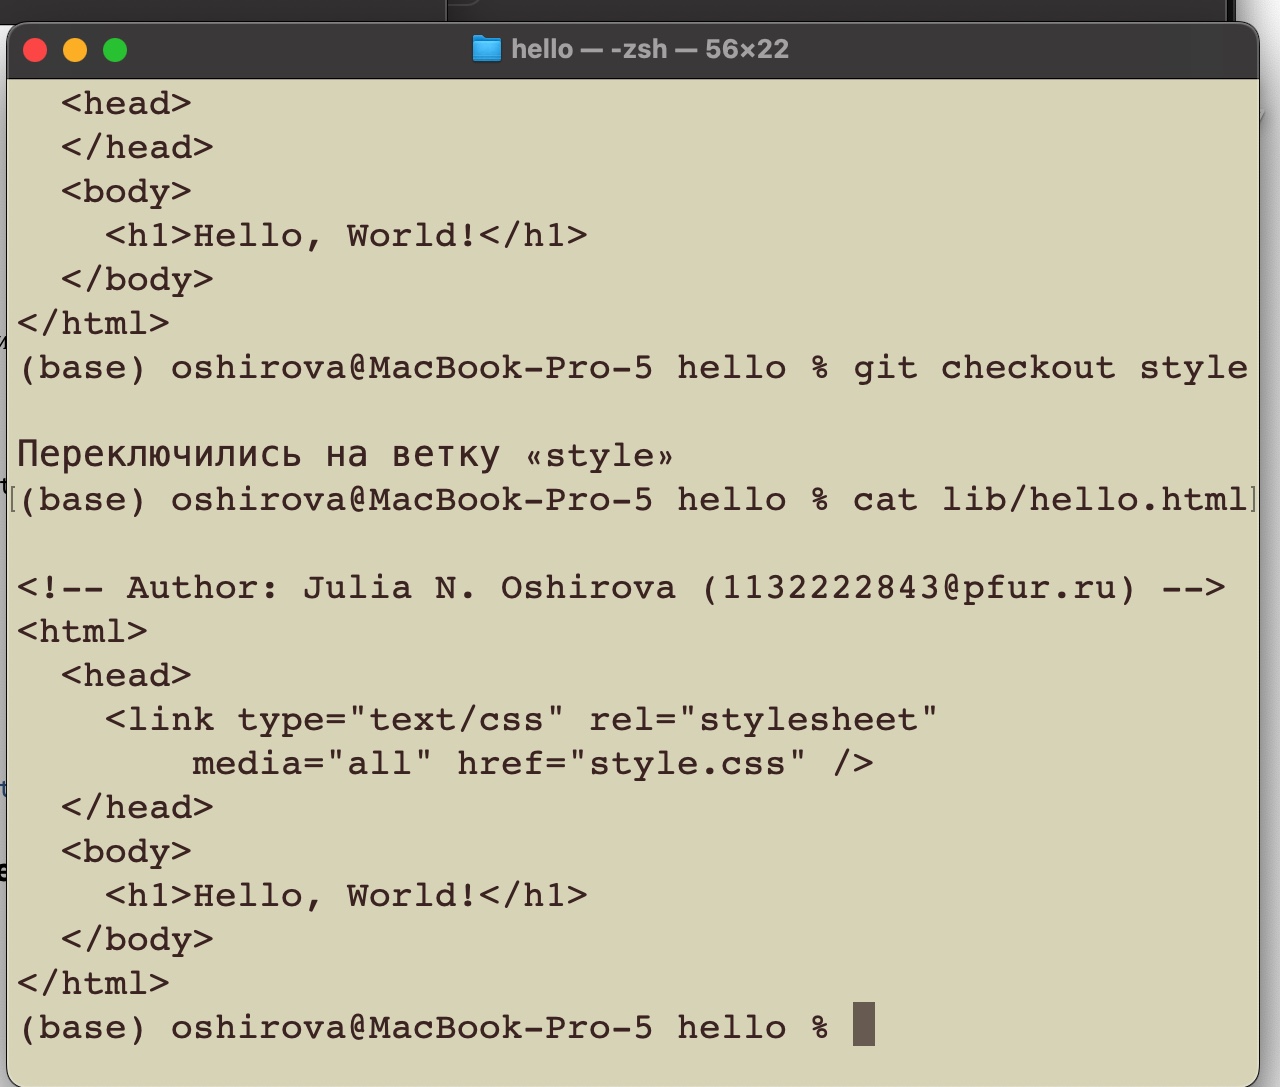 hello — -zsh — 56×22
<head>
</head>
<body>
<h1>Hello, World!</h1>
</body>
</html>
(base) oshirova@MacBook-Pro-5 hello % git checkout style
Переключились на ветку «style»
[(base) oshirova@MacBook-Pro-5 hello % cat lib/hello.html]
<!-- Author: Julia N. Oshirova (1132222843@pfur.ru) -->
<html>
<head>
<link type="text/css" rel="stylesheet"
media="all" href="style.css" />
</head>
<body>
<h1>Hello, World!</h1>
</body>
</html>
(base) oshirova@MacBook-Pro-5 hello %